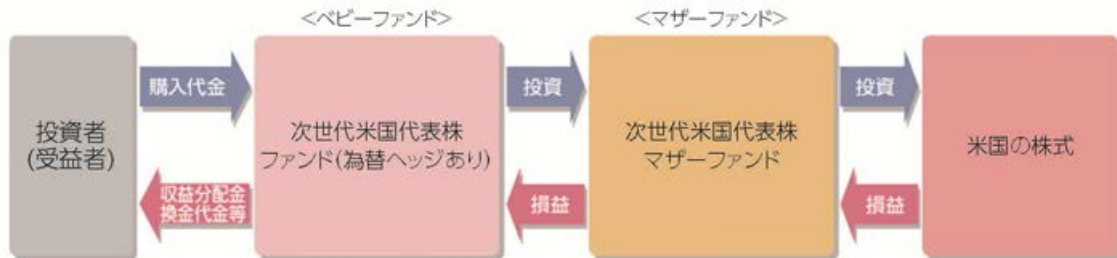 <ベビーファンド>
<マザーファンド>
投資者
(受益者)
購入代金
収益分配金
換金代金等
次世代米国代表株
ファンド(為替ヘッジあり)
投資
損益
次世代米国代表株
マザーファンド
投資
損益
米国の株式